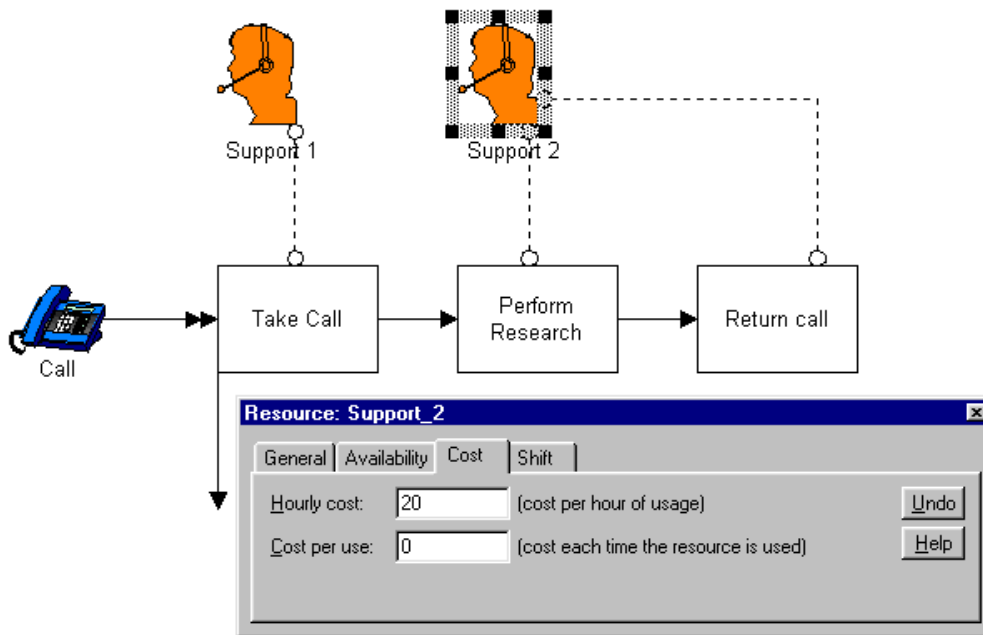 Support 1
Support 2
Call
Take Call
Perform
Research
Return call
Resource: Support_2
General Availability Cost Shift
Hourly cost: 20 (cost per hour of usage) Undo
Cost per use: 0 (cost each time the resource is used) Help